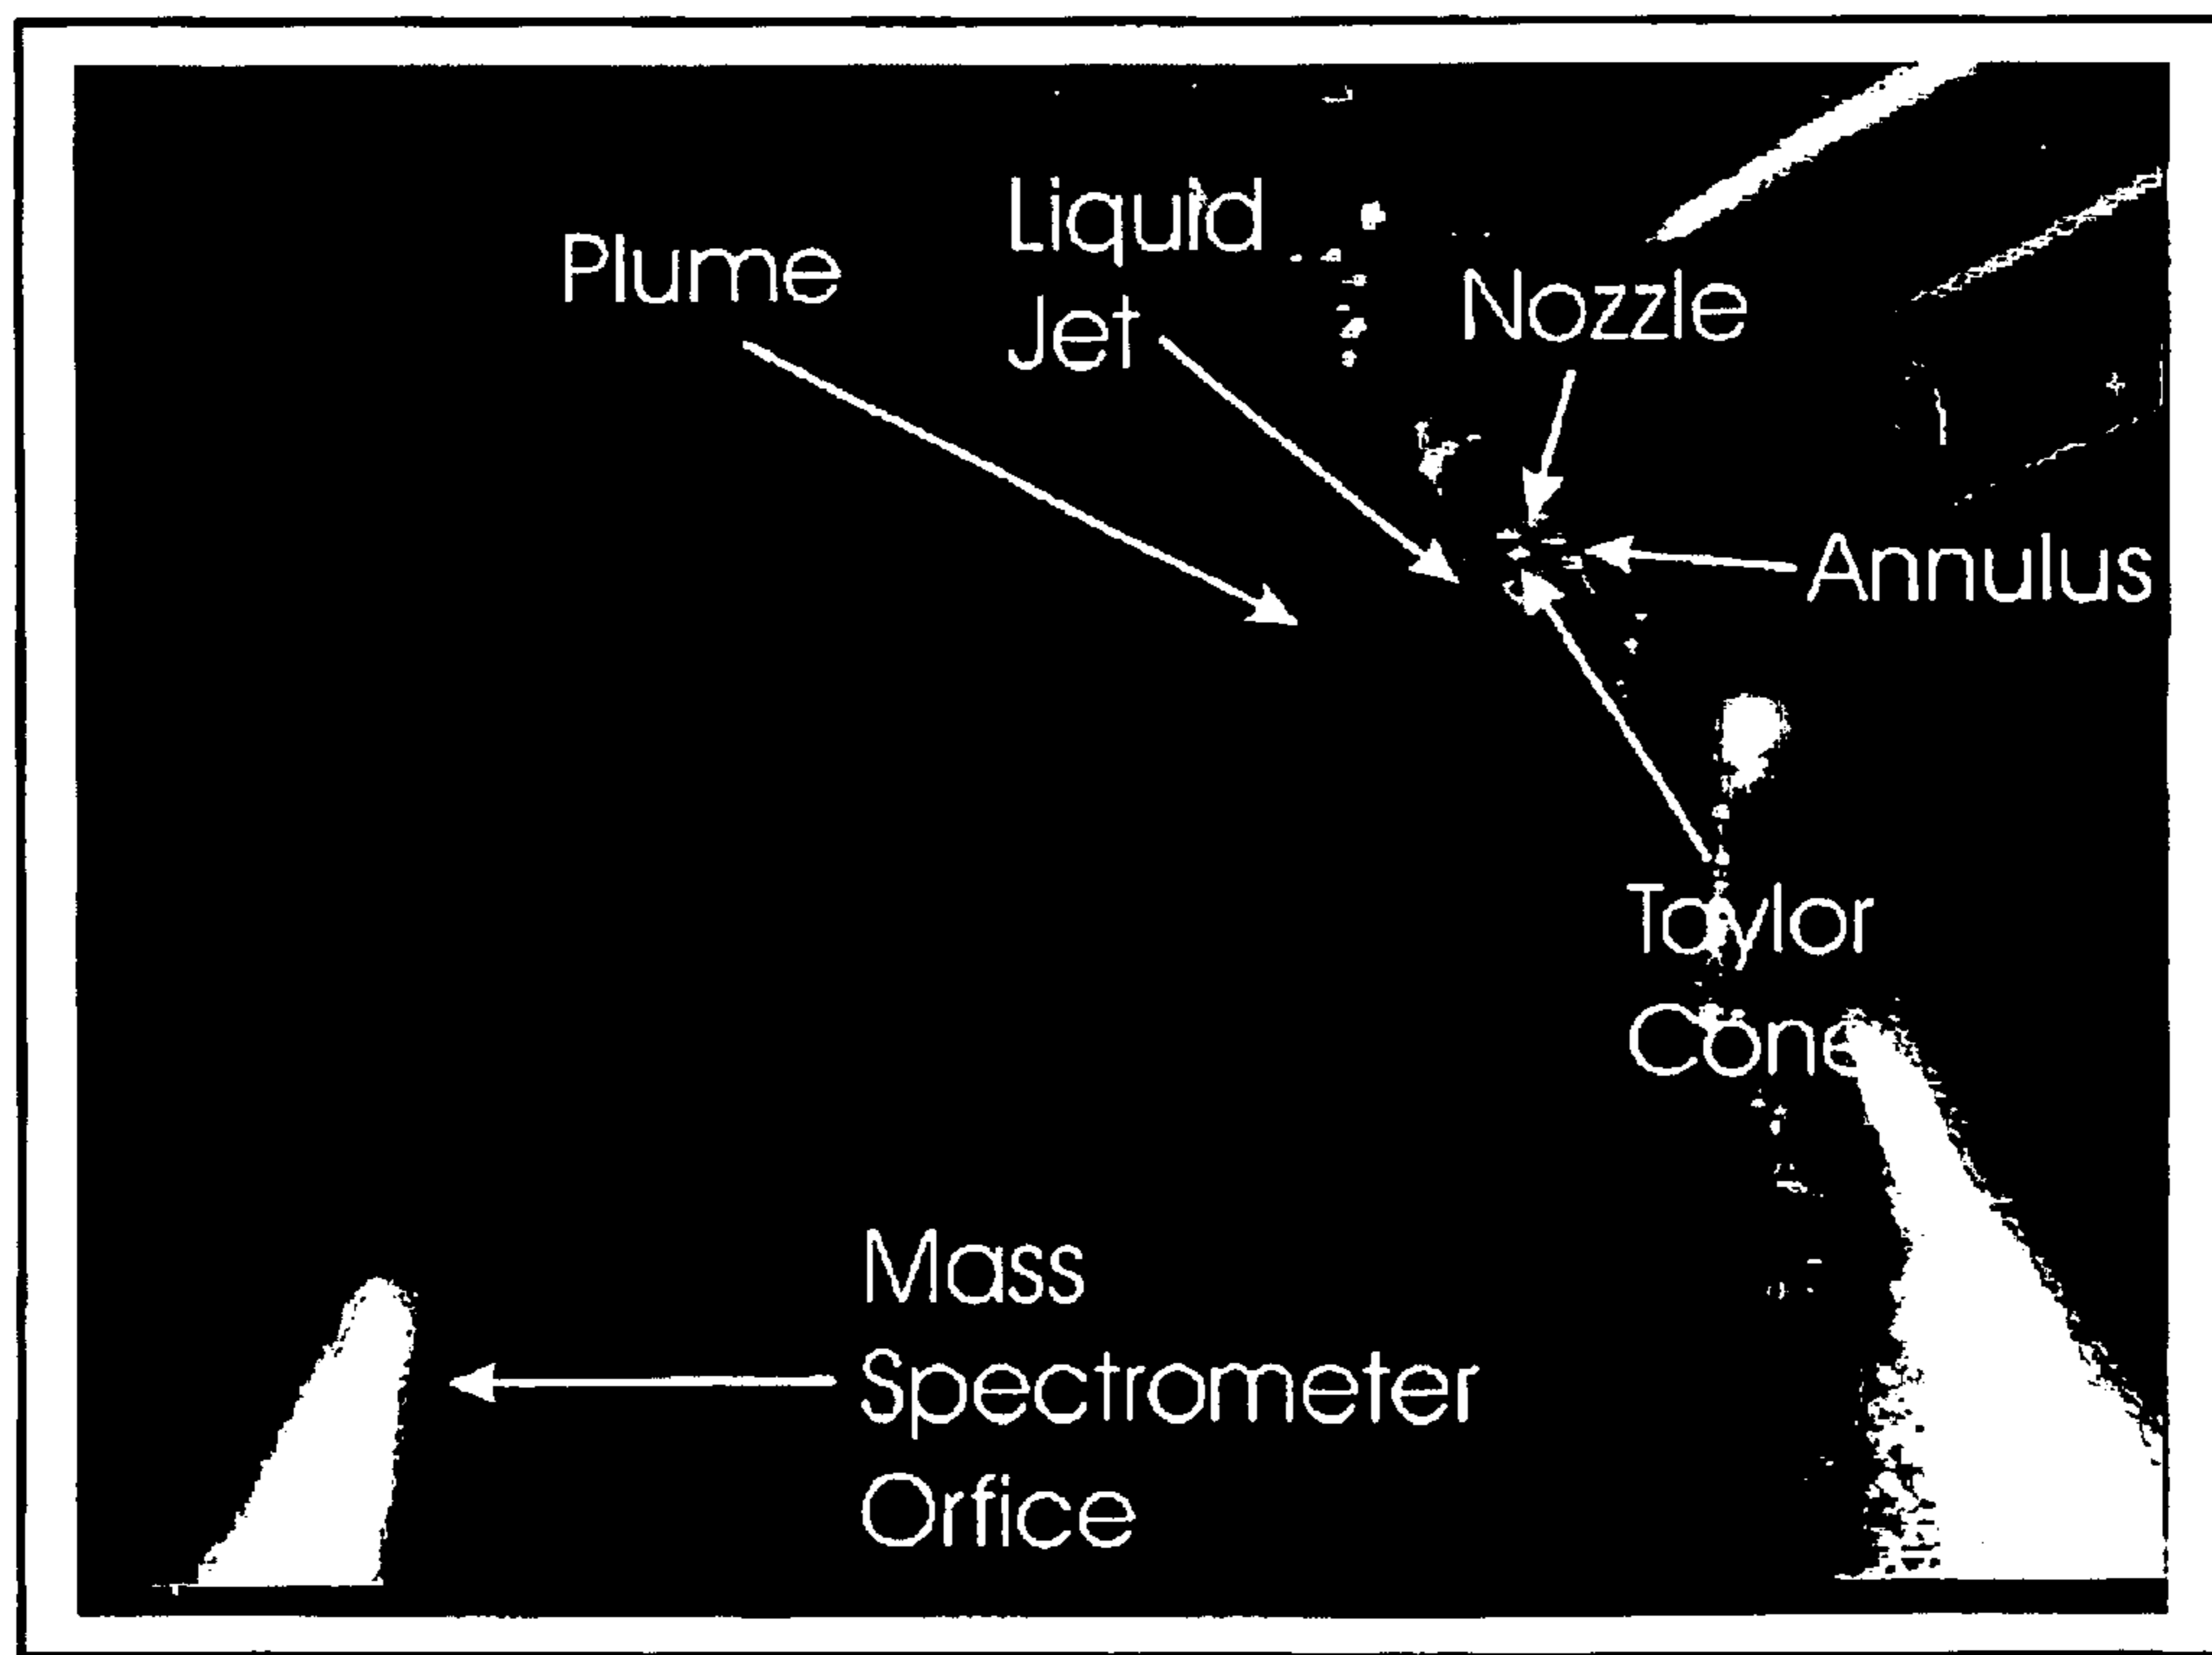 Plume
Liquid
Jet
Nozzle
Annulus
Taylor
Cone
Mass
Spectrometer
Orfice